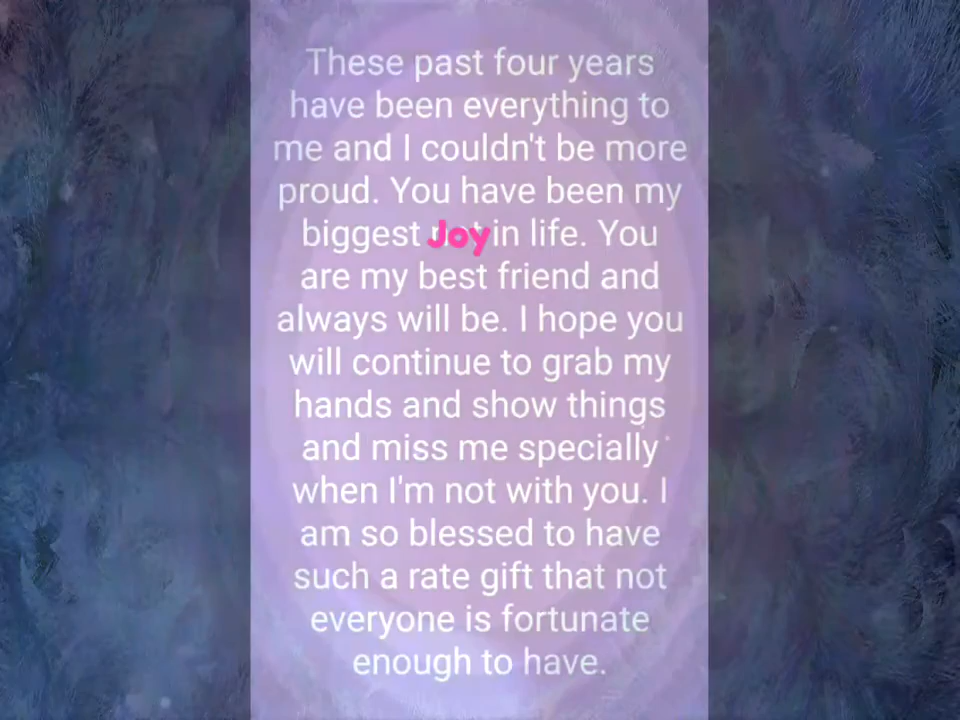 These past four years
have been everything to
me and I couldn't be more
proud. You have been my
biggest Joy in life. You
are my best friend and
always will be. I hope you
will continue to grab my
hands and show things
and miss me specially
when I'm not with you. I
am so blessed to have
such a rate gift that not
everyone is fortunate
enough to have.